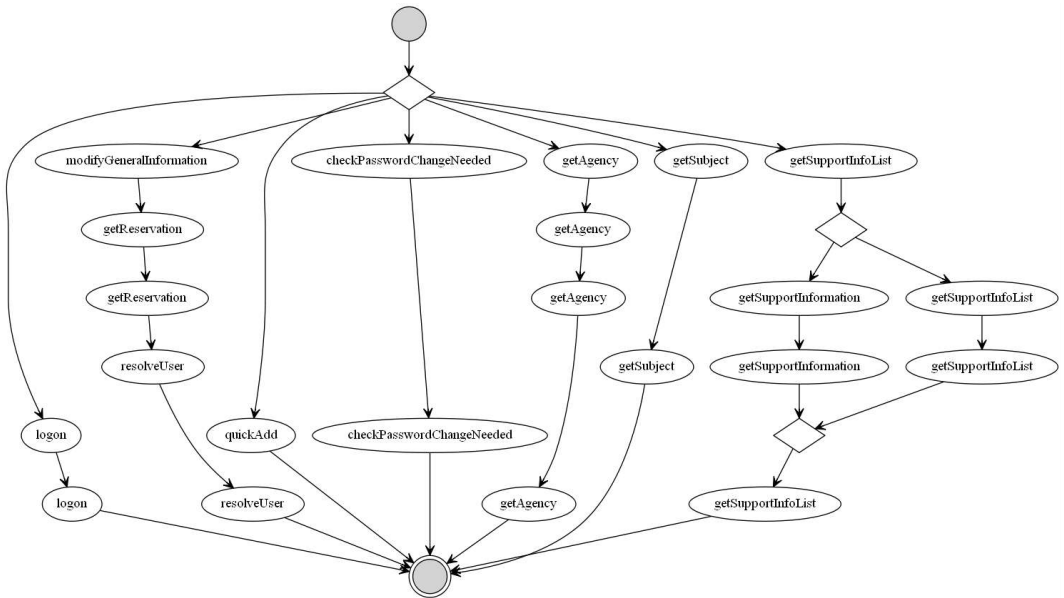 modifyGeneralInformation
checkPasswordChangeNeeded
getAgency
getSubject
getSupportInfoList
getReservation
getAgency
getReservation
getAgency
getSupportInformation
getSupportInfoList
resolveUser
getSubject
getSupportInformation
getSupportInfoList
logon
quickAdd
checkPasswordChangeNeeded
logon
resolveUser
getAgency
getSupportInfoList